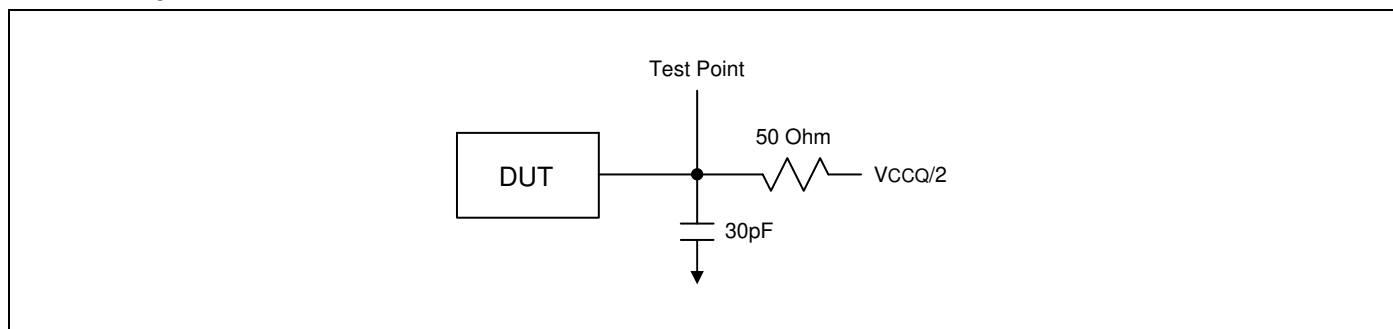 Test Point
50 Ohm
DUT
VCCQ/2
30pF